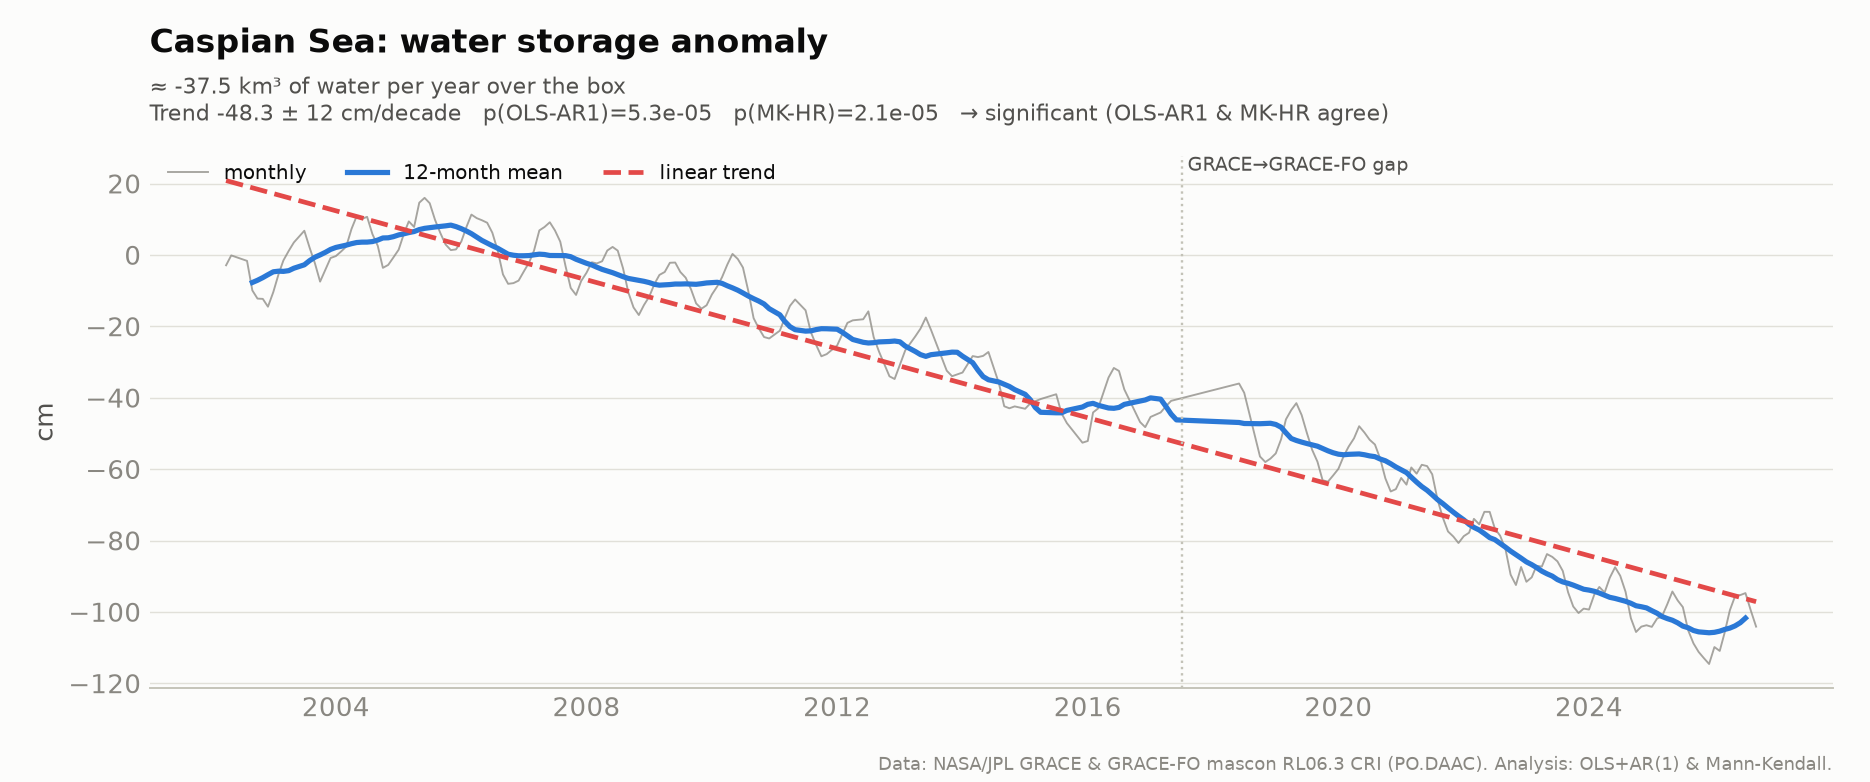 Caspian Sea: water storage anomaly
≈ -37.5 km³ of water per year over the box
Trend -48.3 ± 12 cm/decade   p(OLS-AR1)=5.3e-05   p(MK-HR)=2.1e-05   → significant (OLS-AR1 & MK-HR agree)
monthly   12-month mean   linear trend
GRACE→GRACE-FO gap
20
0
−20
−40
−60
−80
−100
−120
cm
2004   2008   2012   2016   2020   2024
Data: NASA/JPL GRACE & GRACE-FO mascon RL06.3 CRI (PO.DAAC). Analysis: OLS+AR(1) & Mann-Kendall.